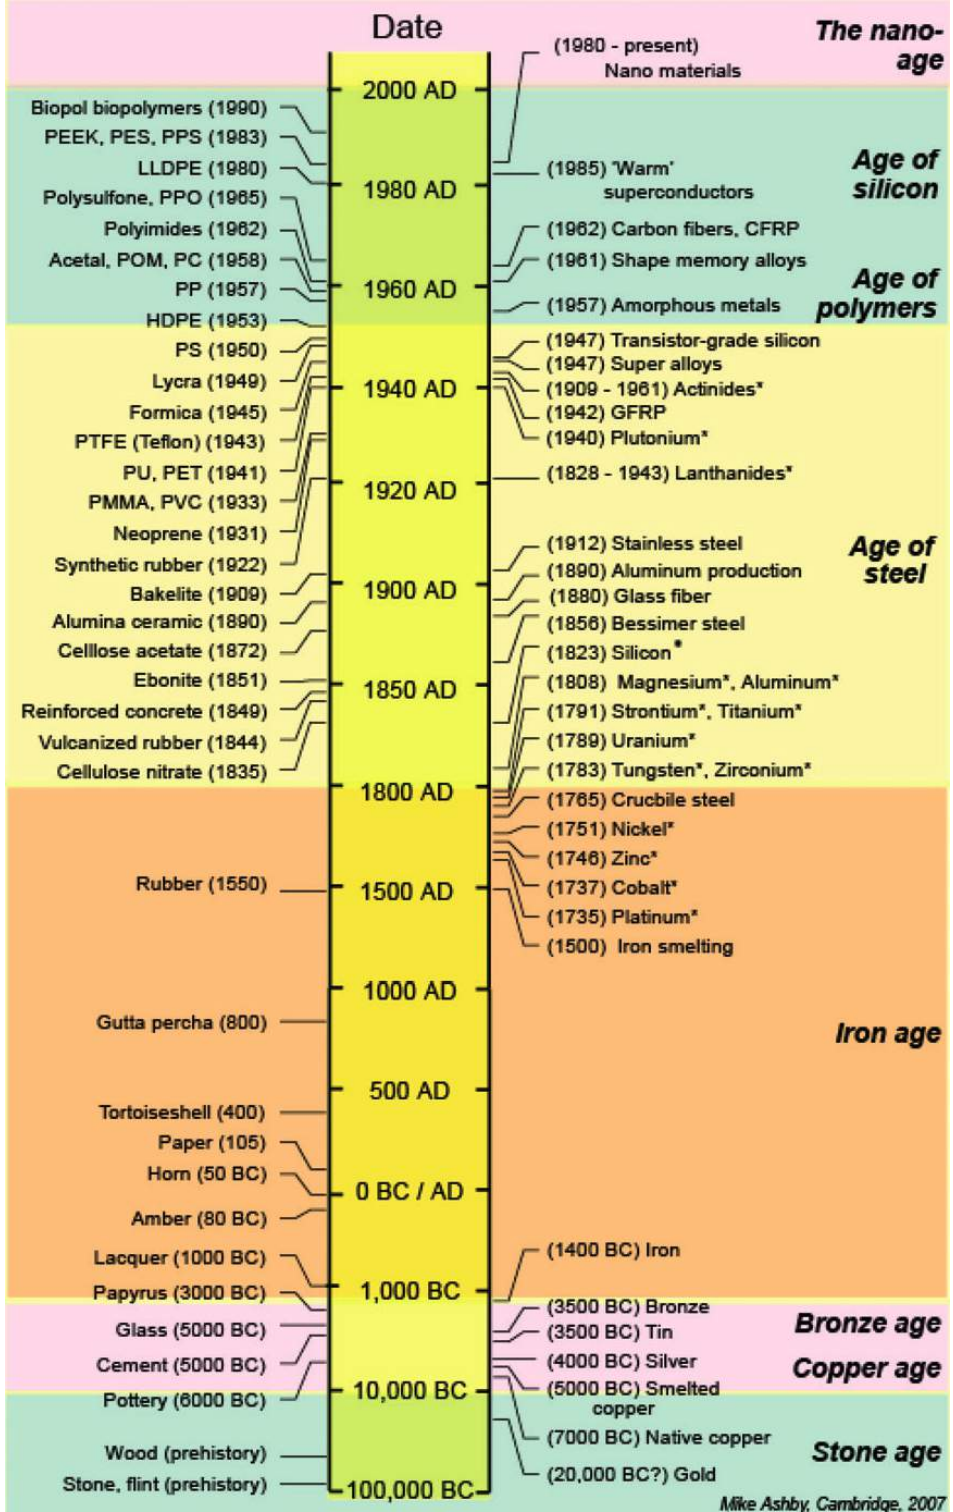 Date
The nano-
age
(1980 - present)
Nano materials
2000 AD
Biopol biopolymers (1990)
PEEK, PES, PPS (1983)
LLDPE (1980)
Polysulfone, PPO (1965)
Polyimides (1962)
Acetal, POM, PC (1958)
PP (1957)
HDPE (1953)
PS (1950)
Lycra (1949)
Formica (1945)
PTFE (Teflon) (1943)
PU, PET (1941)
PMMA, PVC (1933)
Neoprene (1931)
Synthetic rubber (1922)
Bakelite (1909)
Alumina ceramic (1890)
Celllose acetate (1872)
Ebonite (1851)
Reinforced concrete (1849)
Vulcanized rubber (1844)
Cellulose nitrate (1835)
Rubber (1550)
Gutta percha (800)
Tortoiseshell (400)
Paper (105)
Horn (50 BC)
Amber (80 BC)
Lacquer (1000 BC)
Papyrus (3000 BC)
Glass (5000 BC)
Cement (5000 BC)
Pottery (6000 BC)
Wood (prehistory)
Stone, flint (prehistory)
1980 AD
1960 AD
1940 AD
1920 AD
1900 AD
1850 AD
1800 AD
1500 AD
1000 AD
500 AD
0 BC / AD
1,000 BC
10,000 BC
100,000 BC
(1985) 'Warm'
superconductors
(1962) Carbon fibers, CFRP
(1961) Shape memory alloys
(1957) Amorphous metals
(1947) Transistor-grade silicon
(1947) Super alloys
(1909 - 1961) Actinides*
(1942) GFRP
(1940) Plutonium*
(1828 - 1943) Lanthanides*
(1912) Stainless steel
(1890) Aluminum production
(1880) Glass fiber
(1856) Bessimer steel
(1823) Silicon*
(1808) Magnesium*, Aluminum*
(1791) Strontium*, Titanium*
(1789) Uranium*
(1783) Tungsten*, Zirconium*
(1765) Crucbile steel
(1751) Nickel*
(1746) Zinc*
(1737) Cobalt*
(1735) Platinum*
(1500) Iron smelting
(1400 BC) Iron
(3500 BC) Bronze
(3500 BC) Tin
(4000 BC) Silver
(5000 BC) Smelted
copper
(7000 BC) Native copper
(20,000 BC?) Gold
Age of
silicon
Age of
polymers
Age of
steel
Iron age
Bronze age
Copper age
Stone age
Mike Ashby, Cambridge, 2007